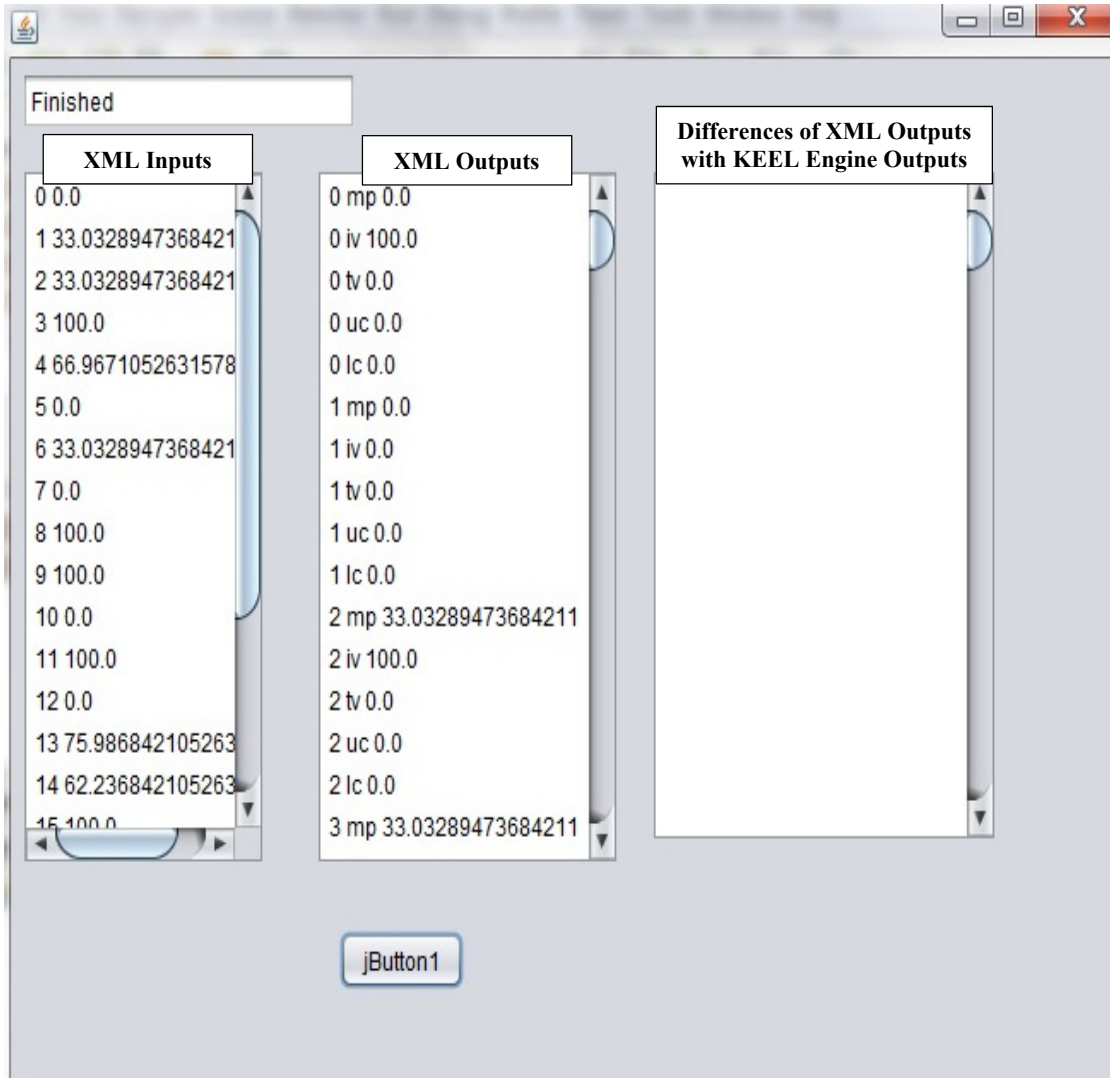 Finished
XML Inputs
0 0.0
1 33.0328947368421
2 33.0328947368421
3 100.0
4 66.9671052631578
5 0.0
6 33.0328947368421
7 0.0
8 100.0
9 100.0
10 0.0
11 100.0
12 0.0
13 75.986842105263
14 62.236842105263
15 100.0
XML Outputs
0 mp 0.0
0 iv 100.0
0 tv 0.0
0 uc 0.0
0 lc 0.0
1 mp 0.0
1 iv 0.0
1 tv 0.0
1 uc 0.0
1 lc 0.0
2 mp 33.03289473684211
2 iv 100.0
2 tv 0.0
2 uc 0.0
2 lc 0.0
3 mp 33.03289473684211
Differences of XML Outputs
with KEEL Engine Outputs
jButton1